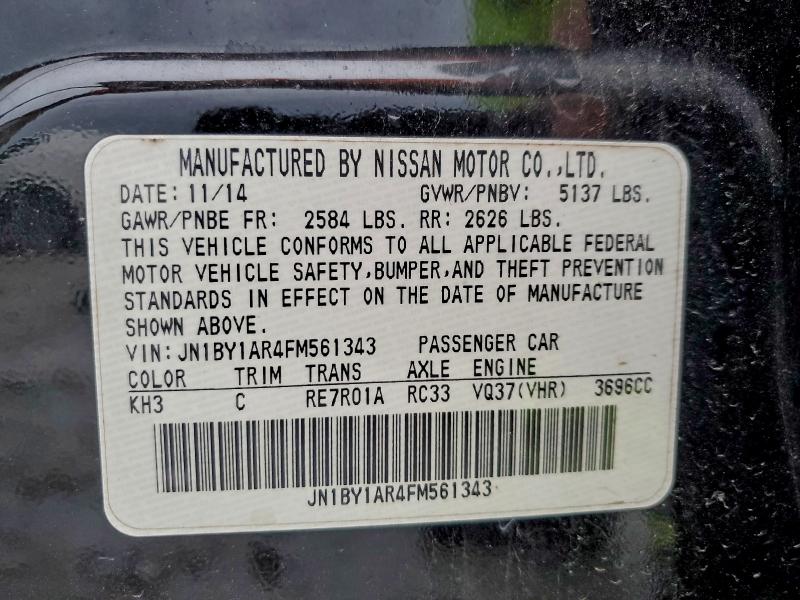 MANUFACTURED BY NISSAN MOTOR CO.,LTD.
DATE: 11/14 GVWR/PNBV: 5137 LBS.
GAWR/PNBE FR: 2584 LBS. RR: 2626 LBS.
THIS VEHICLE CONFORMS TO ALL APPLICABLE FEDERAL
MOTOR VEHICLE SAFETY,BUMPER,AND THEFT PREVENTION
STANDARDS IN EFFECT ON THE DATE OF MANUFACTURE
SHOWN ABOVE.
VIN: JN1BY1AR4FM561343 PASSENGER CAR
COLOR TRIM TRANS AXLE ENGINE
KH3 C RE7R01A RC33 VQ37(VHR) 3696CC
JN1BY1AR4FM561343